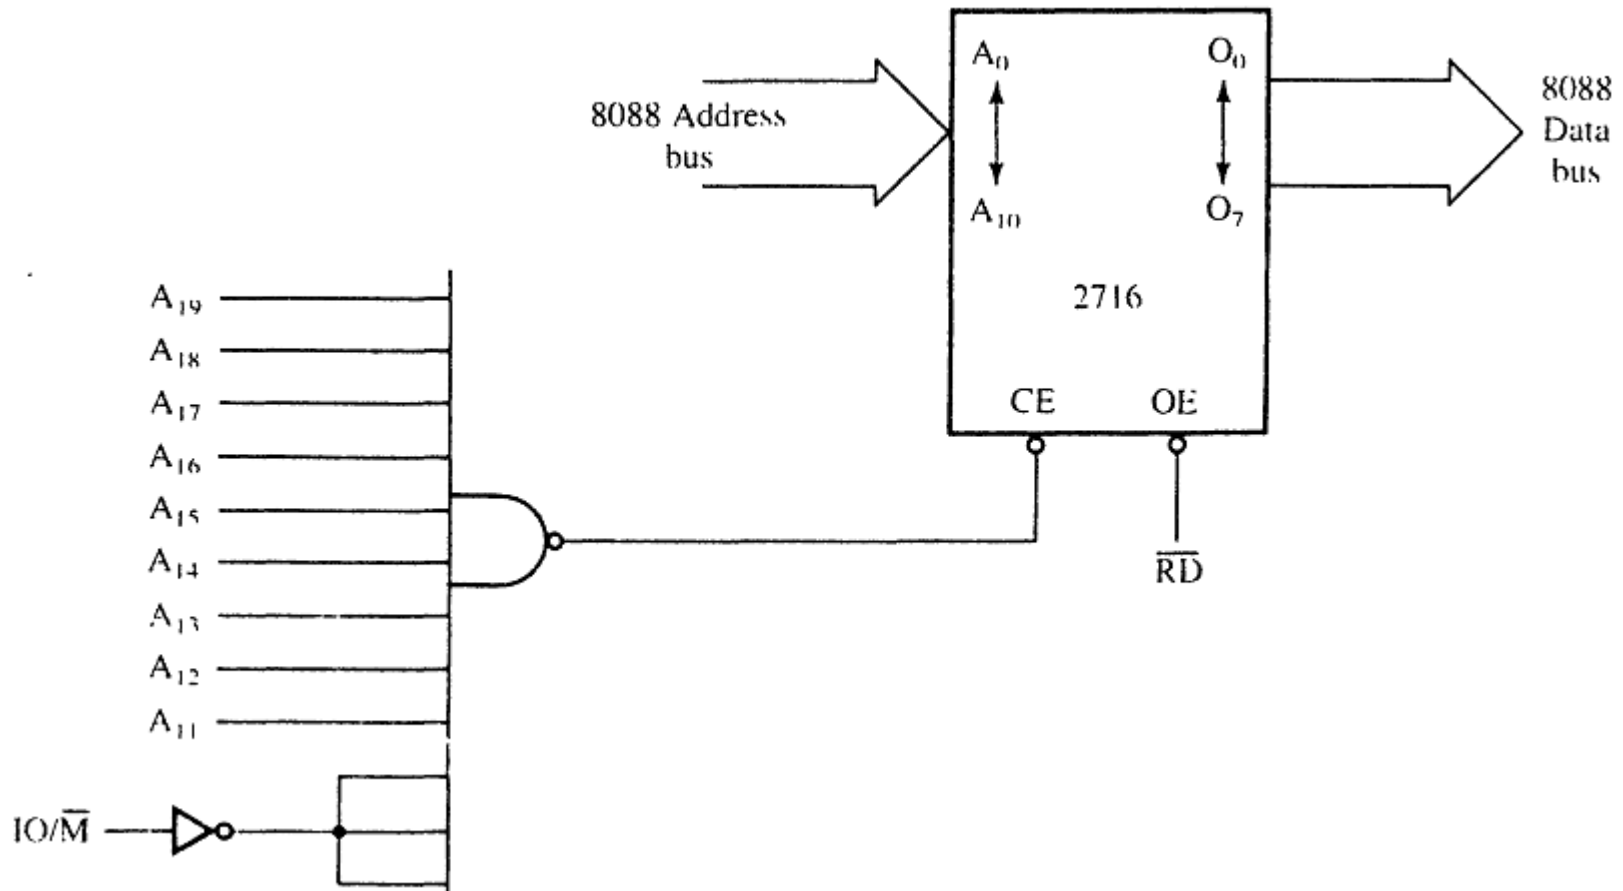 A₀
O₀
8088 Address
bus
8088
Data
bus
A₁₀
O₇
2716
CE
OE
R̅D̅
A₁₉
A₁₈
A₁₇
A₁₆
A₁₅
A₁₄
A₁₃
A₁₂
A₁₁
IO/M̅